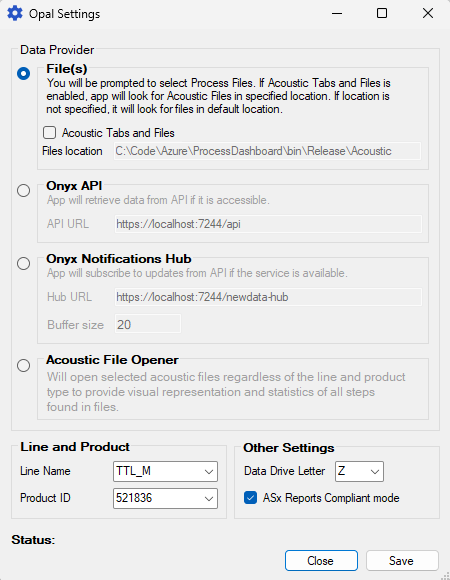 Opal Settings
Data Provider
File(s)
You will be prompted to select Process Files. If Acoustic Tabs and Files is
enabled, app will look for Acoustic Files in specified location. If location is
not specified, it will look for files in default location.
Acoustic Tabs and Files
Files location C:\Code\Azure\ProcessDashboard\bin\Release\Acoustic
Onyx API
App will retrieve data from API if it is accessible.
API URL https://localhost:7244/api
Onyx Notifications Hub
App will subscribe to updates from API if the service is available.
Hub URL https://localhost:7244/newdata-hub
Buffer size 20
Acoustic File Opener
Will open selected acoustic files regardless of the line and product
type to provide visual representation and statistics of all steps
found in files.
Line and Product
Line Name TTL_M
Product ID 521836
Other Settings
Data Drive Letter Z
ASx Reports Compliant mode
Status:
Close Save